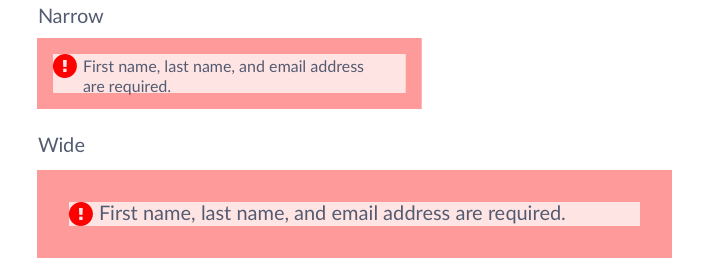 Narrow
! First name, last name, and email address
are required.
Wide
! First name, last name, and email address are required.